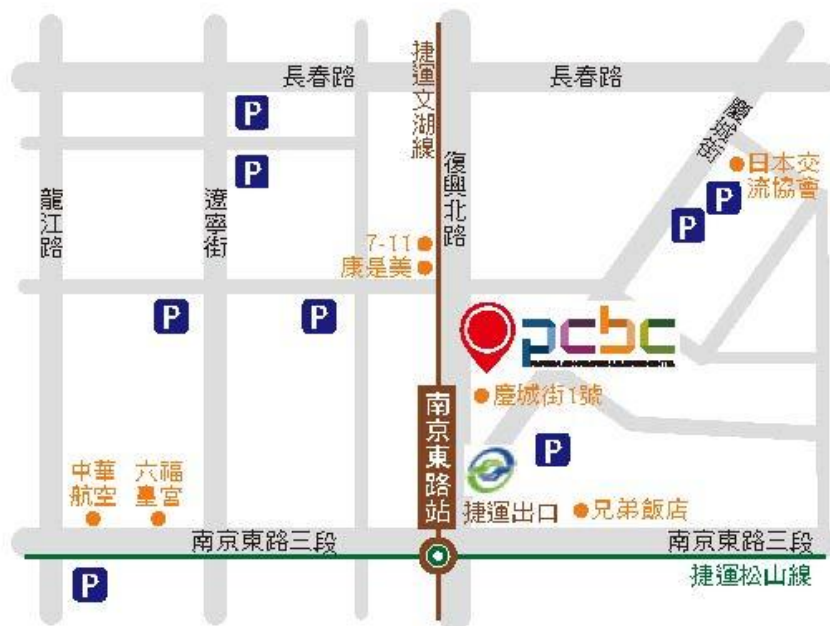 長春路
長春路
捷運文湖線
復興北路
慶城街
日本交
流協會
龍江路
遼寧街
P
P
P
P
7-11
康是美
P
P
pcbc
慶城街1號
南京東路站
P
中華
航空
六福
皇宮
捷運出口
兄弟飯店
南京東路三段
南京東路三段
捷運松山線
P